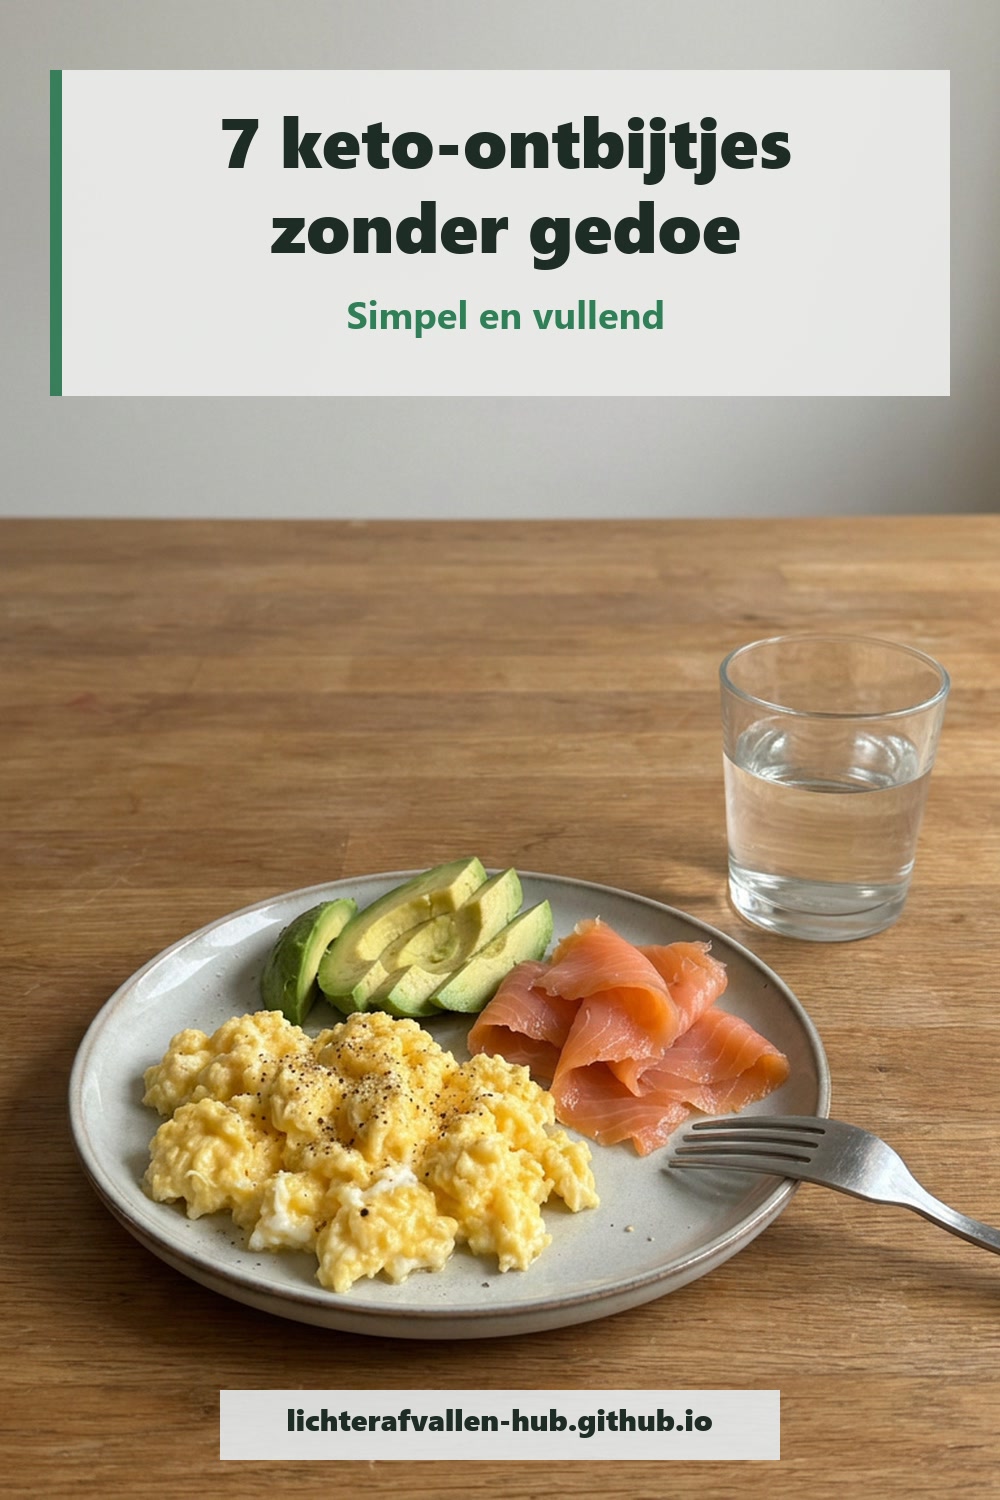 7 keto-ontbijtjes
zonder gedoe
Simpel en vullend
lichterafvallen-hub.github.io